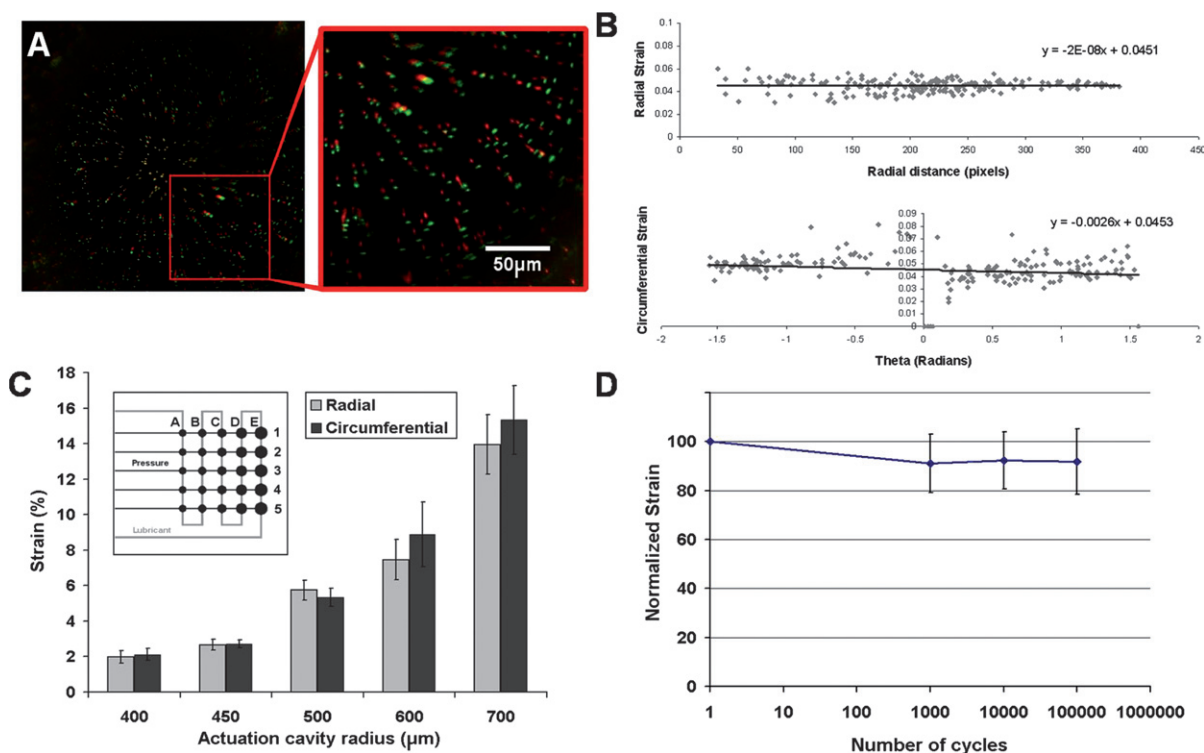 A
50µm
B
0.1
0.08
0.06
0.04
0.02
0
Radial Strain
y = -2E-08x + 0.0451
0 50 100 150 200 250 300 350 400 450
Radial distance (pixels)
0.09
0.08
0.07
0.06
0.05
0.04
0.03
0.02
0.01
0
Circumferential Strain
y = -0.0026x + 0.0453
-2 -1.5 -1 -0.5 0 0.5 1 1.5 2
Theta (Radians)
C
18
16
14
12
10
8
6
4
2
0
Strain (%)
A B C D E
1
2
Pressure 3
4
5
Lubricant
Radial
Circumferential
400 450 500 600 700
Actuation cavity radius (µm)
D
100
80
60
40
20
0
Normalized Strain
1 10 100 1000 10000 100000 1000000
Number of cycles